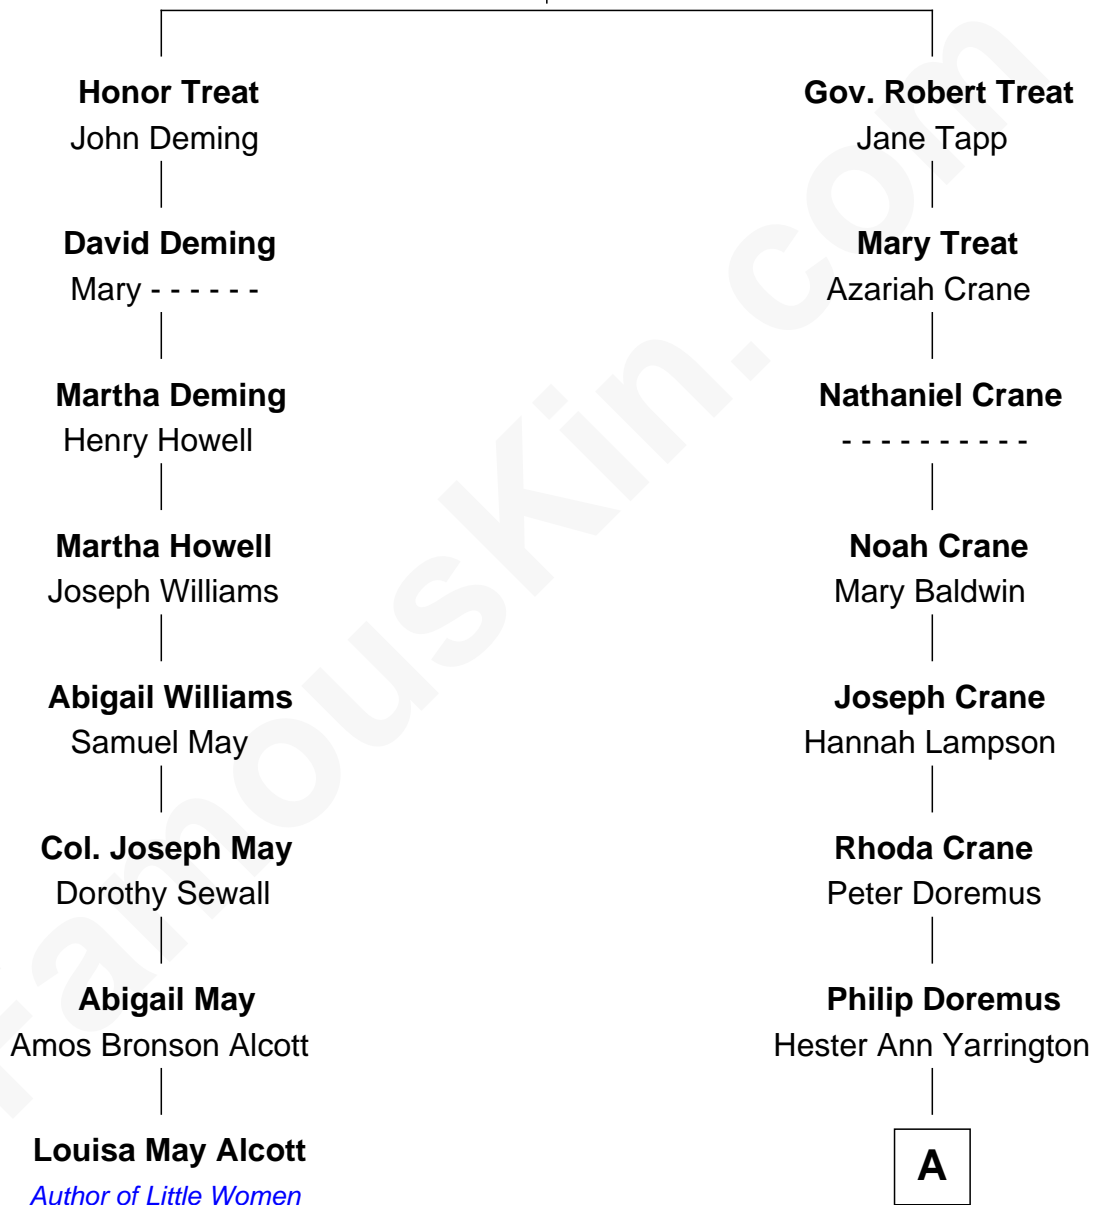 Honor Treat
John Deming
David Deming
Mary - - - - - -
Martha Deming
Henry Howell
Martha Howell
Joseph Williams
Abigail Williams
Samuel May
Col. Joseph May
Dorothy Sewall
Abigail May
Amos Bronson Alcott
Louisa May Alcott
Author of Little Women
Gov. Robert Treat
Jane Tapp
Mary Treat
Azariah Crane
Nathaniel Crane
- - - - - - - - - -
Noah Crane
Mary Baldwin
Joseph Crane
Hannah Lampson
Rhoda Crane
Peter Doremus
Philip Doremus
Hester Ann Yarrington
A
FamousKin.com